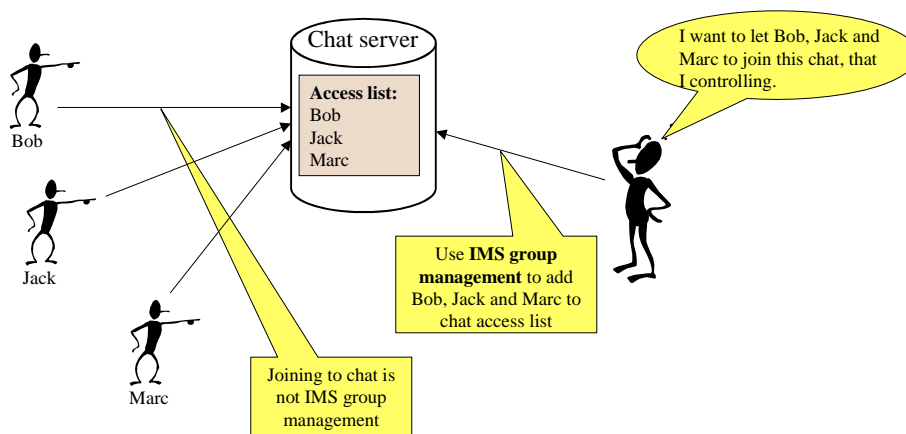 Chat server
Access list:
Bob
Jack
Marc
I want to let Bob, Jack and
Marc to join this chat, that
I controlling.
Bob
Jack
Marc
Use IMS group
management to add
Bob, Jack and Marc to
chat access list
Joining to chat is
not IMS group
management